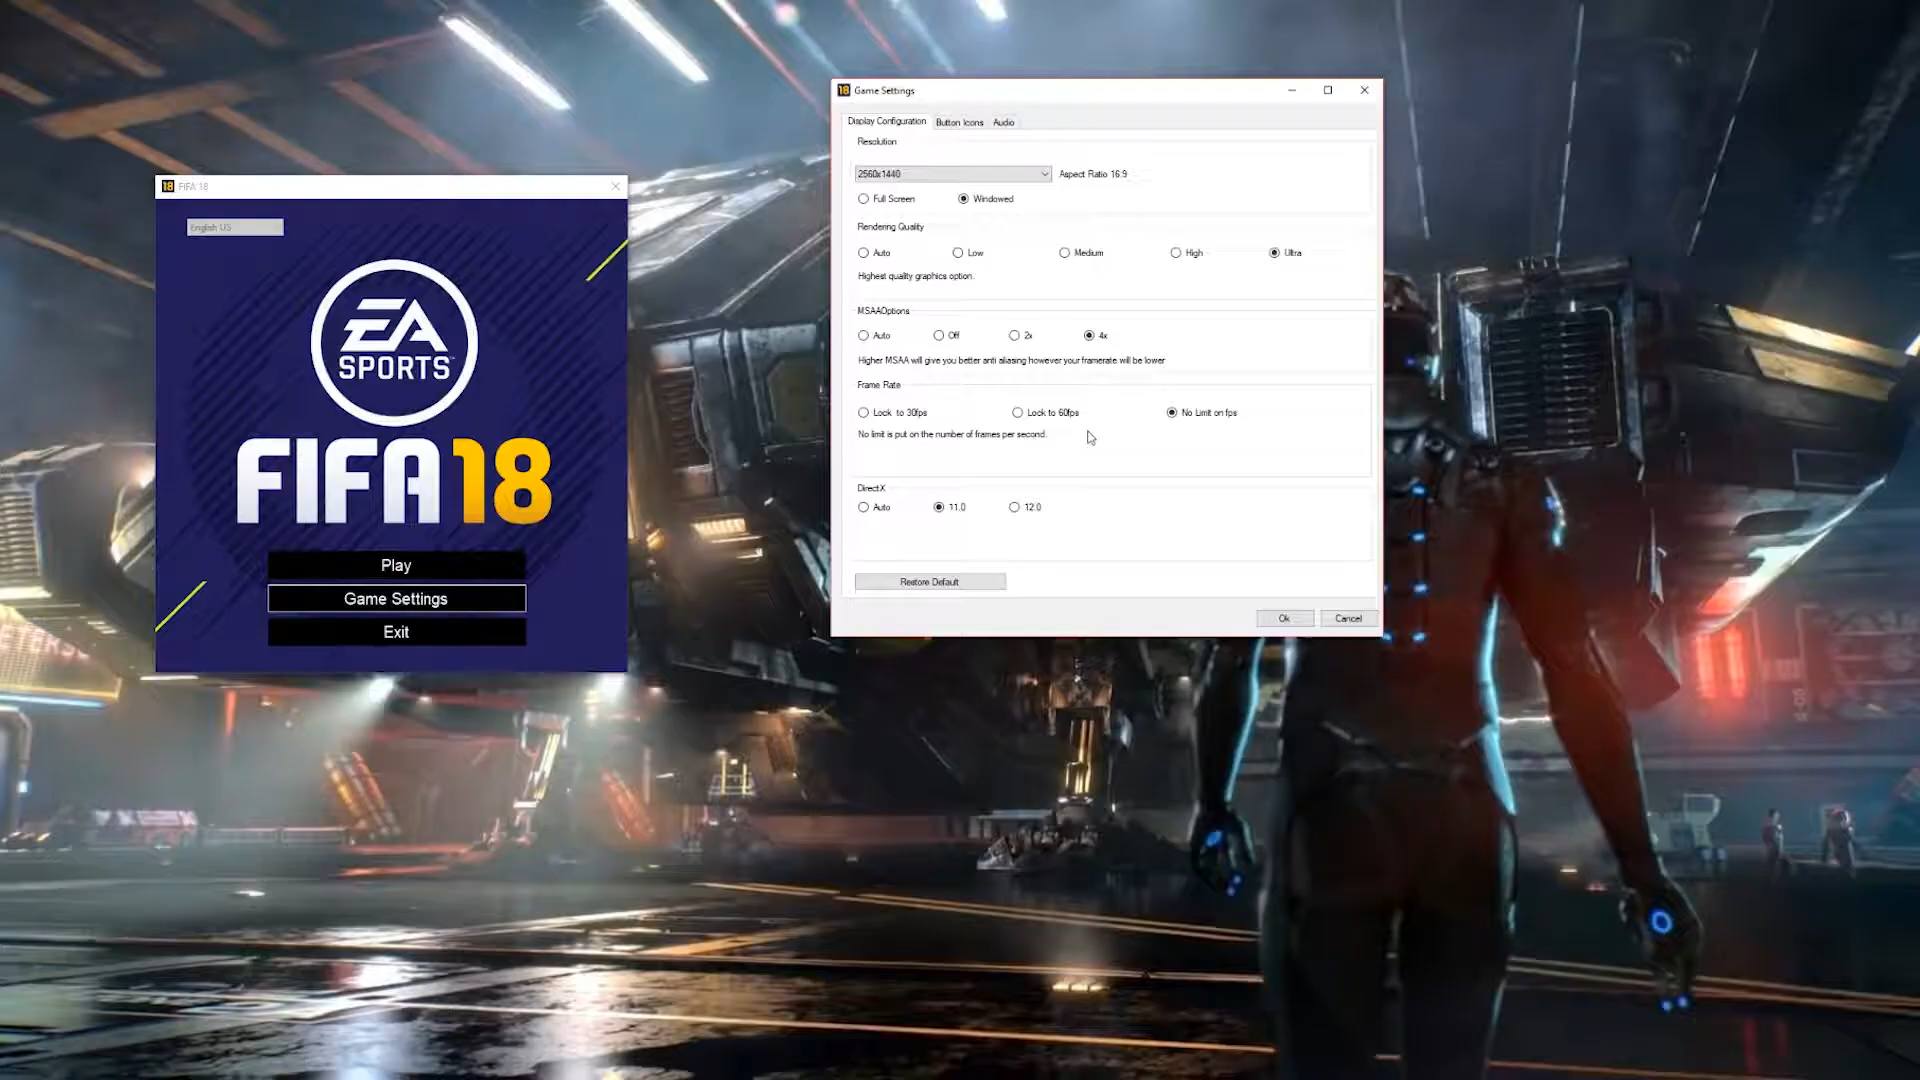 18 FIFA 18
English US
EA
SPORTS
FIFA 18
Play
Game Settings
Exit
18 Game Settings
Display Configuration Button Icons Audio
Resolution
2560x1440 Aspect Ratio 16:9
Full Screen Windowed
Rendering Quality
Auto Low Medium High Ultra
Highest quality graphics option.
MSAAOptions
Auto Off 2x 4x
Higher MSAA will give you better anti aliasing however your framerate will be lower
Frame Rate
Lock to 30fps Lock to 60fps No Limit on fps
No limit is put on the number of frames per second.
DirectX
Auto 11.0 12.0
Restore Default
Ok Cancel